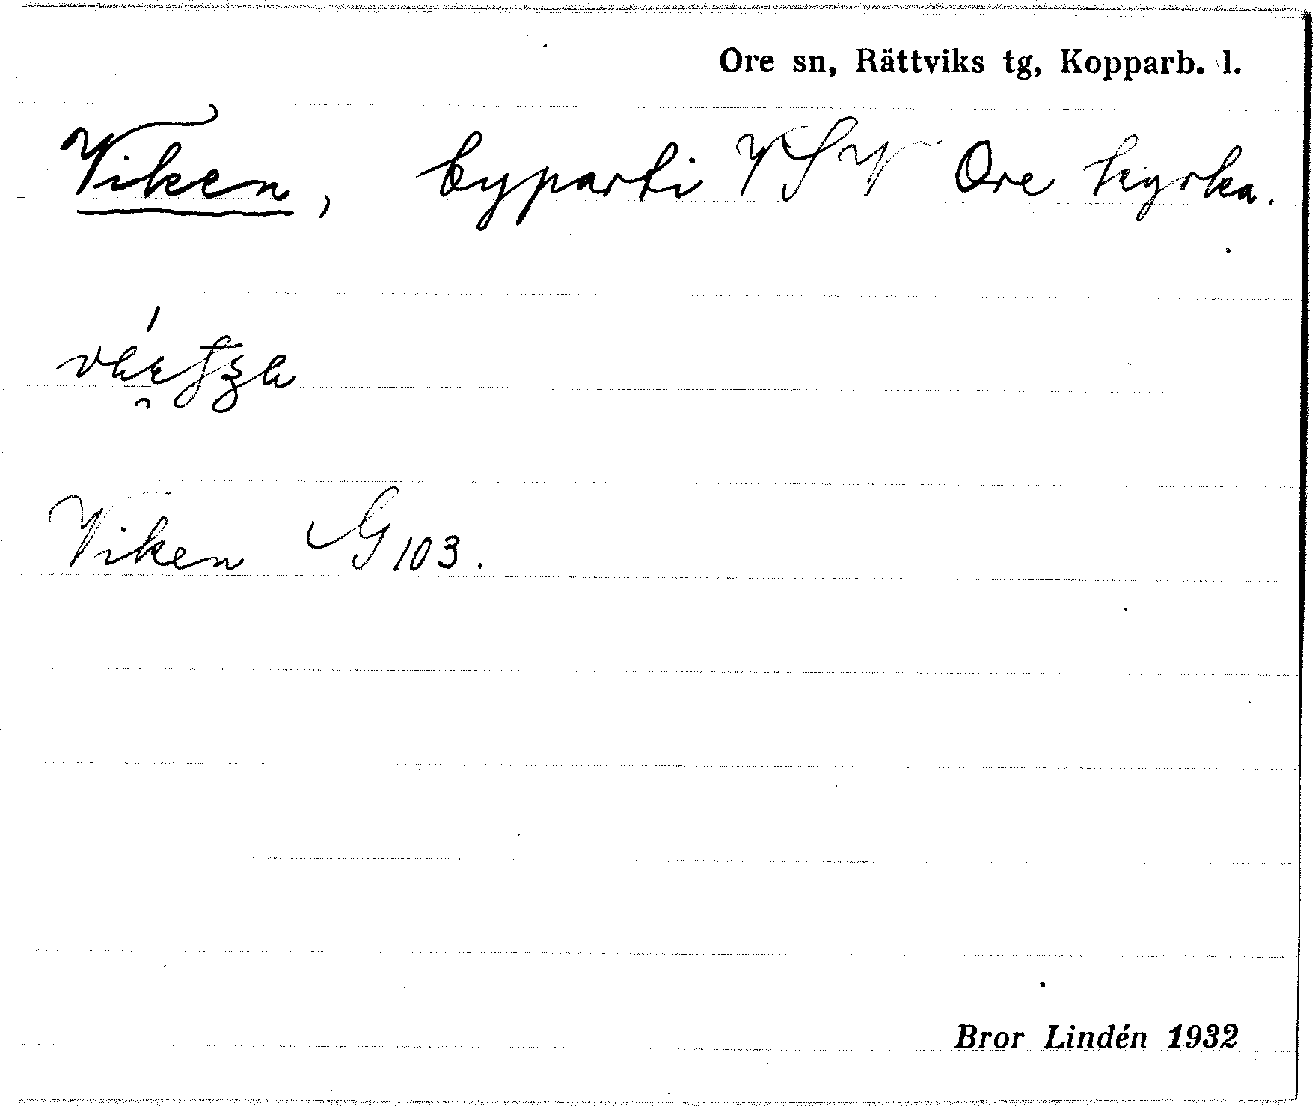 Ore sn, Rättviks tg, Kopparb. l.
Viken, byparti VSV Ore kyrka.
Viken G 103.
Bror Lindén 1932